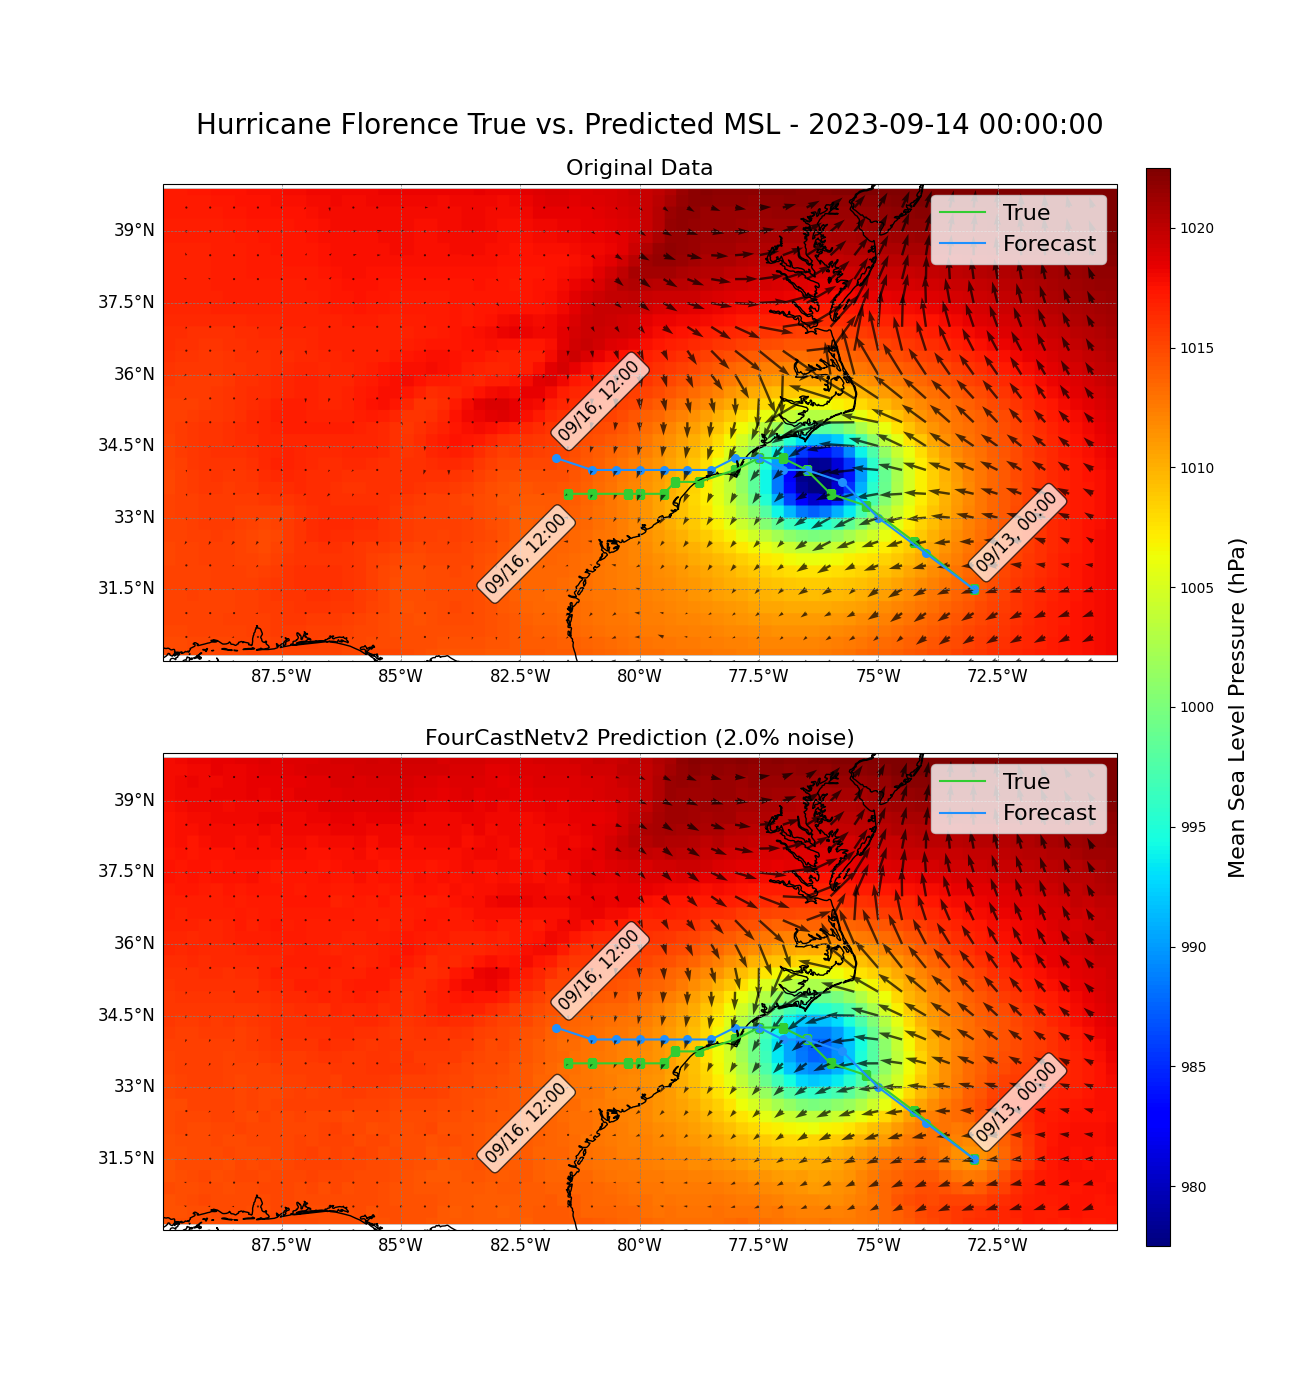 Hurricane Florence True vs. Predicted MSL - 2023-09-14 00:00:00
Original Data
True
Forecast
39°N
37.5°N
36°N
34.5°N
33°N
31.5°N
09/16, 12:00
09/16, 12:00
09/13, 00:00
87.5°W
85°W
82.5°W
80°W
77.5°W
75°W
72.5°W
FourCastNetv2 Prediction (2.0% noise)
True
Forecast
39°N
37.5°N
36°N
34.5°N
33°N
31.5°N
09/16, 12:00
09/16, 12:00
09/13, 00:00
87.5°W
85°W
82.5°W
80°W
77.5°W
75°W
72.5°W
1020
1015
1010
1005
1000
995
990
985
980
Mean Sea Level Pressure (hPa)